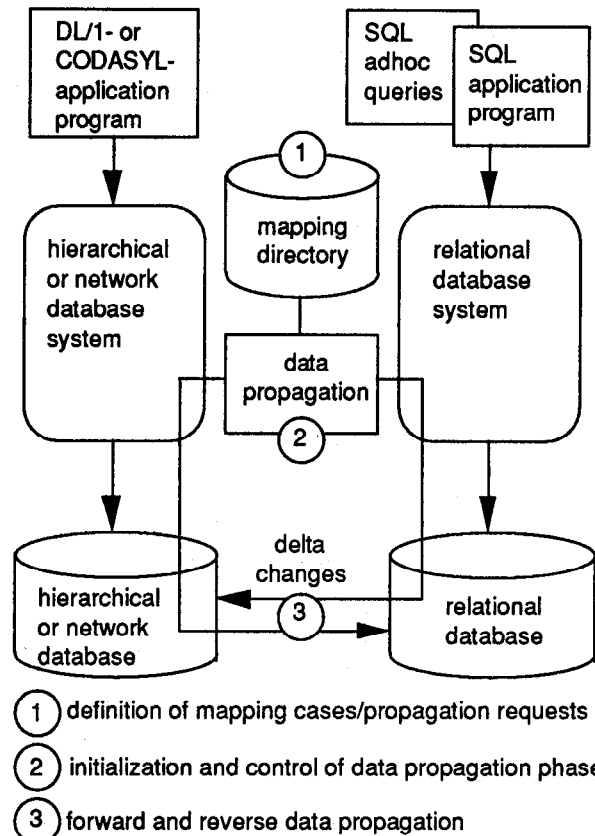 DL/1- or
CODASYL-
application
program
SQL
adhoc
queries
SQL
application
program
1
mapping
directory
hierarchical
or network
database
system
relational
database
system
data
propagation
2
delta
changes
3
hierarchical
or network
database
relational
database
1 definition of mapping cases/propagation requests
2 initialization and control of data propagation phase
3 forward and reverse data propagation